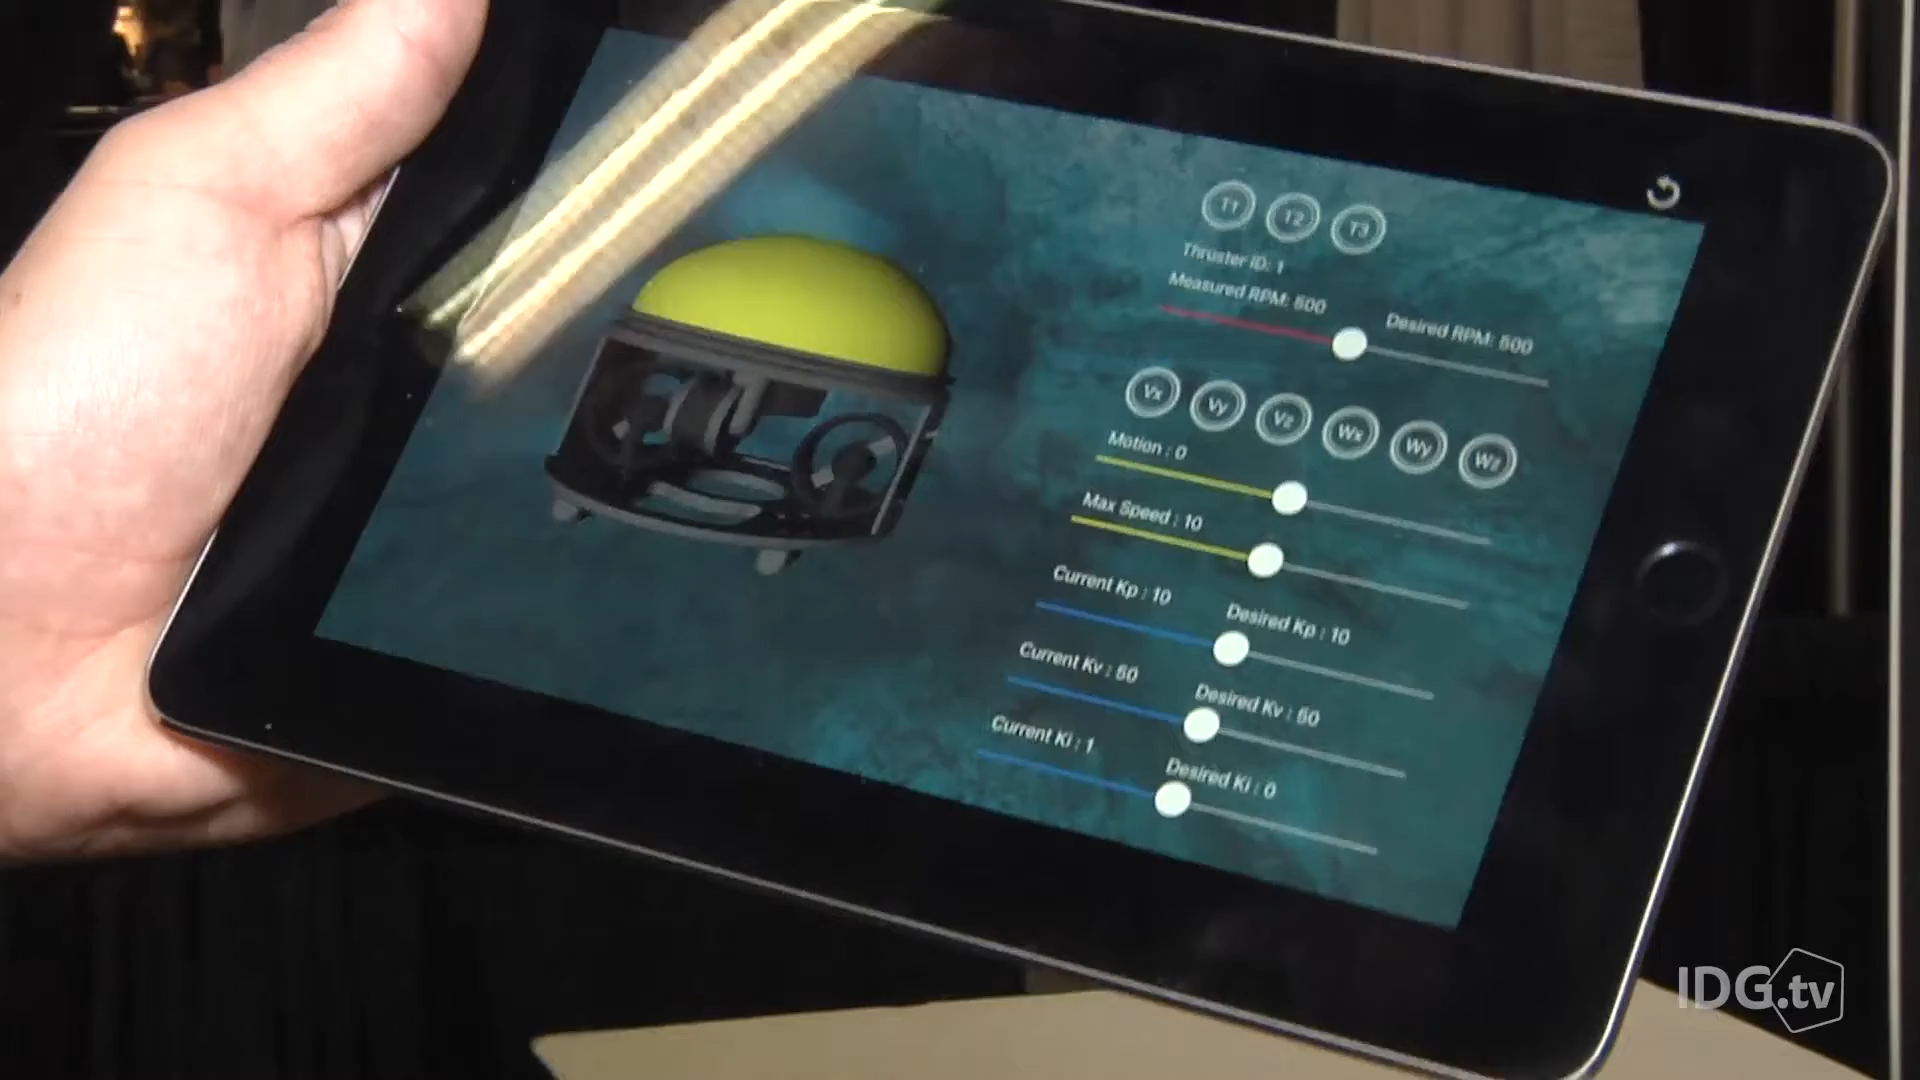 T1 T2 T3
Thruster ID: 1
Measured RPM: 500
Desired RPM: 500
Vx Vy Vz Wx Wy Wz
Motion : 0
Max Speed : 10
Current Kp : 10
Desired Kp : 10
Current Kv : 50
Desired Kv : 50
Current Ki : 1
Desired Ki : 0
IDG.tv